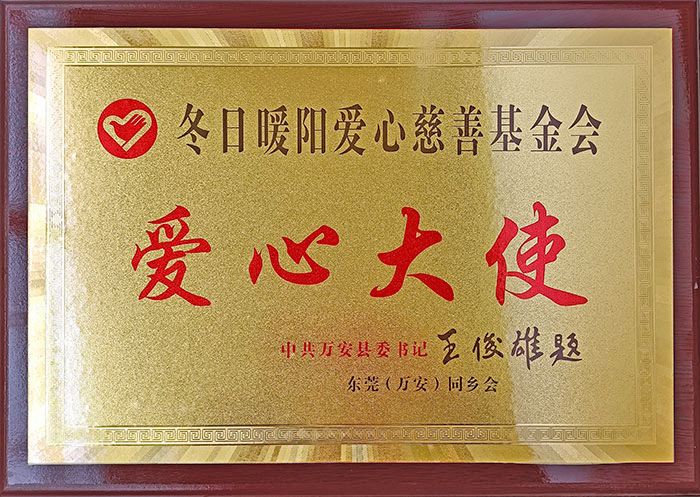 冬日暖阳爱心慈善基金会
爱心大使
中共万安县委书记 王俊雄题
东莞(万安)同乡会